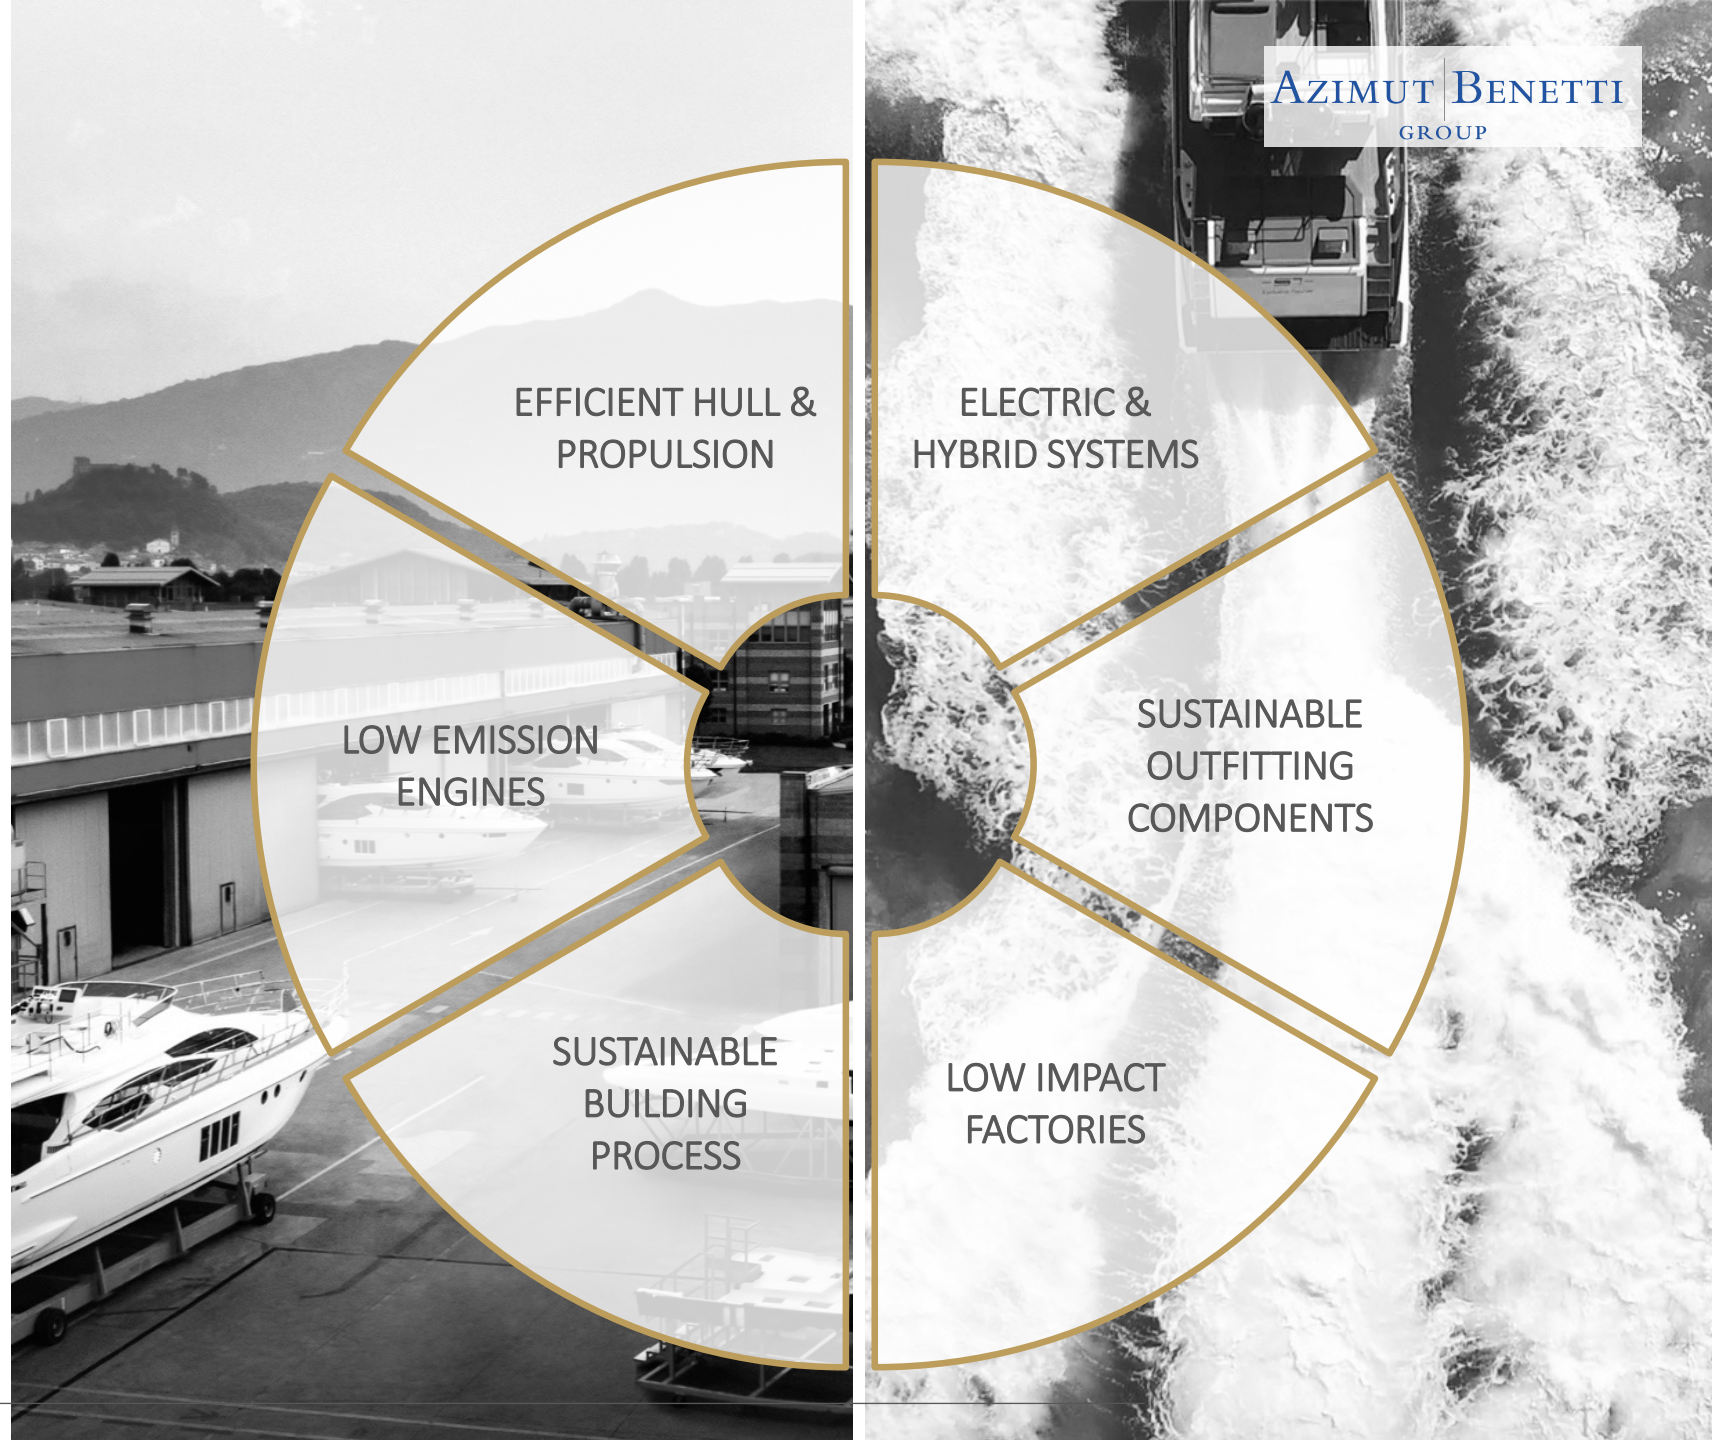 AZIMUT BENETTI
GROUP
EFFICIENT HULL &
PROPULSION
ELECTRIC &
HYBRID SYSTEMS
LOW EMISSION
ENGINES
SUSTAINABLE
OUTFITTING
COMPONENTS
SUSTAINABLE
BUILDING
PROCESS
LOW IMPACT
FACTORIES